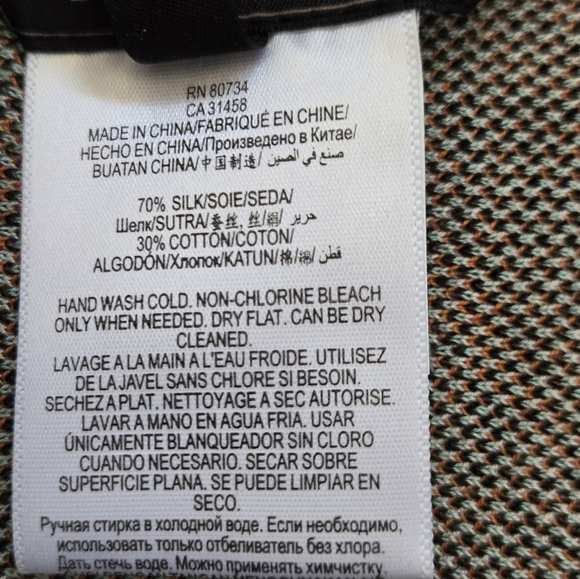 RN 80734
CA 31458
MADE IN CHINA/FABRIQUÉ EN CHINE/
HECHO EN CHINA/Произведено в Китае/
BUATAN CHINA/中国制造/ صنع في الصين
70% SILK/SOIE/SEDA/
Шелк/SUTRA/蚕丝, 丝/絹/ حرير
30% COTTON/COTON/
ALGODÓN/Хлопок/KATUN/棉/綿/ قطن
HAND WASH COLD. NON-CHLORINE BLEACH
ONLY WHEN NEEDED. DRY FLAT. CAN BE DRY
CLEANED.
LAVAGE A LA MAIN A L'EAU FROIDE. UTILISEZ
DE LA JAVEL SANS CHLORE SI BESOIN.
SECHEZ A PLAT. NETTOYAGE A SEC AUTORISE.
LAVAR A MANO EN AGUA FRIA. USAR
ÚNICAMENTE BLANQUEADOR SIN CLORO
CUANDO NECESARIO. SECAR SOBRE
SUPERFICIE PLANA. SE PUEDE LIMPIAR EN
SECO.
Ручная стирка в холодной воде. Если необходимо,
использовать только отбеливатель без хлора.
Дать стечь воде. Можно применять химчистку.